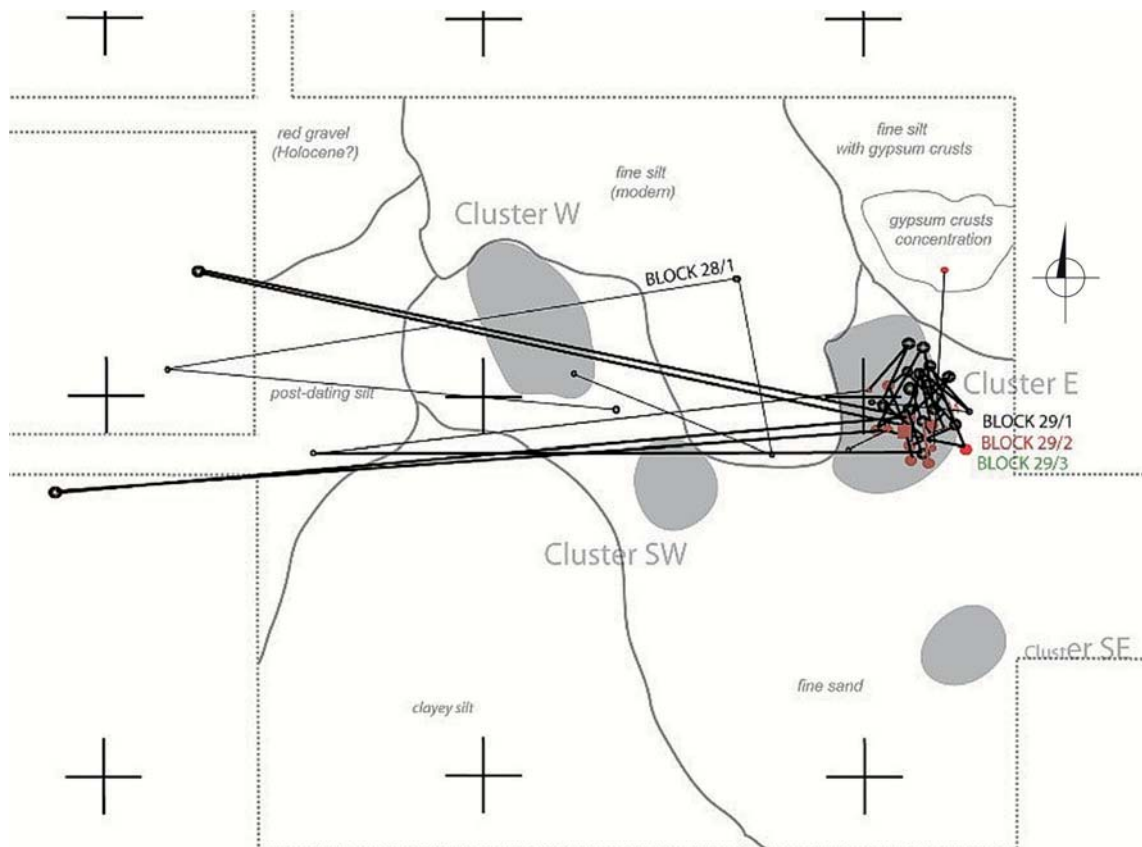 red gravel
(Holocene?)
fine silt
with gypsum crusts
fine silt
(modern)
Cluster W
gypsum crusts
concentration
BLOCK 28/1
post-dating silt
Cluster E
BLOCK 29/1
BLOCK 29/2
BLOCK 29/3
Cluster SW
Cluster SE
fine sand
clayey silt